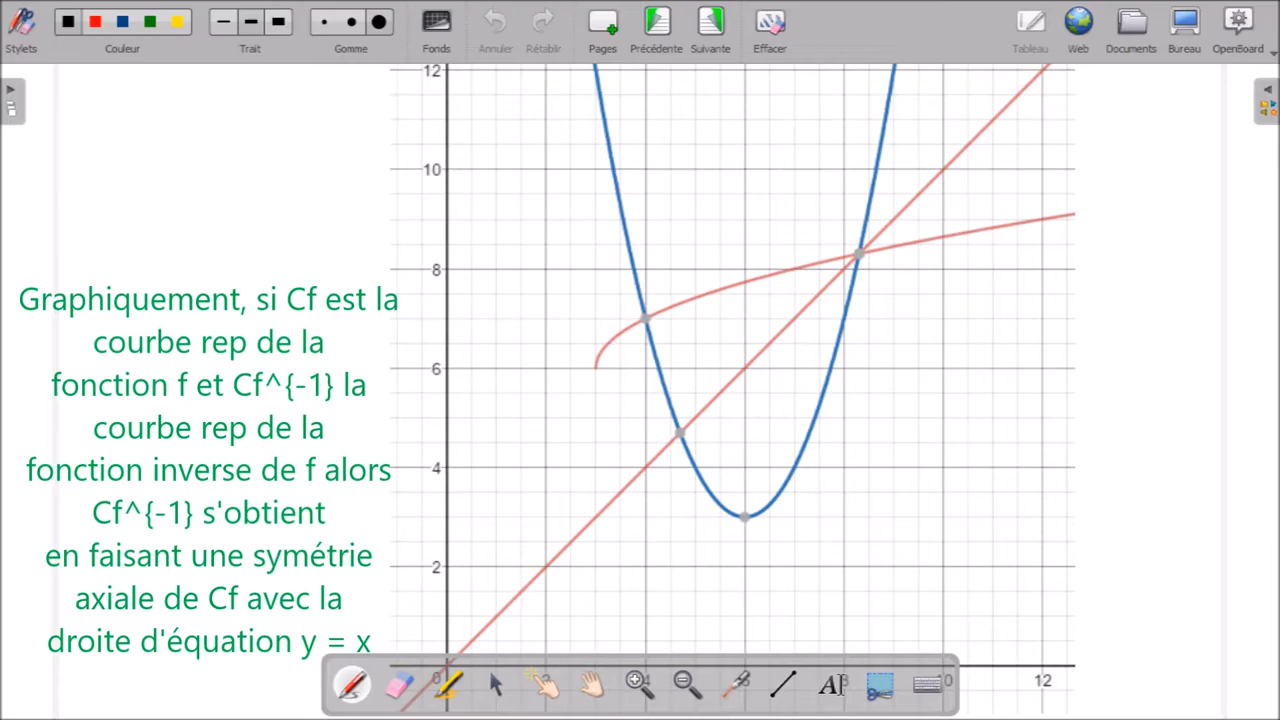 Stylets
Couleur
Trait
Gomme
Fonds
Annuler
Rétablir
Pages
Précédente
Suivante
Effacer
Tableau
Web
Documents
Bureau
OpenBoard
12
10
8
6
4
2
0
10
12
Graphiquement, si Cf est la
courbe rep de la
fonction f et Cf^{-1} la
courbe rep de la
fonction inverse de f alors
Cf^{-1} s'obtient
en faisant une symétrie
axiale de Cf avec la
droite d'équation y = x